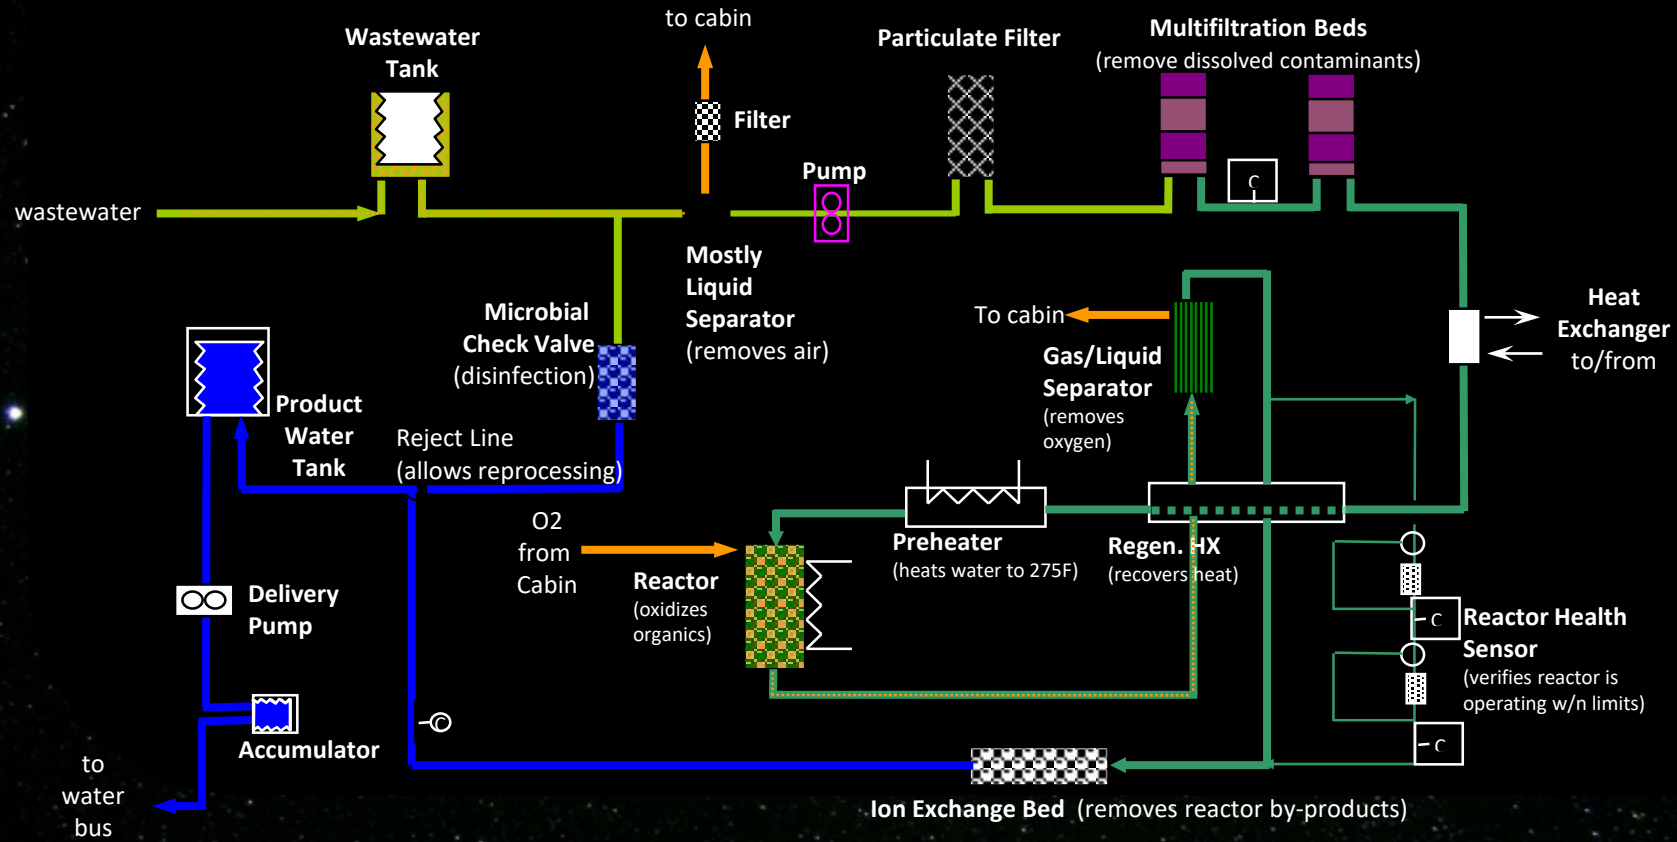 to cabin
Wastewater
Tank
Filter
Particulate Filter
Multifiltration Beds
(remove dissolved contaminants)
Pump
C
wastewater
Mostly
Liquid
Separator
(removes air)
Microbial
Check Valve
(disinfection)
To cabin
Gas/Liquid
Separator
(removes
oxygen)
Heat
Exchanger
to/from
Product
Water
Tank
Reject Line
(allows reprocessing)
O2
from
Cabin
Reactor
(oxidizes
organics)
Preheater
(heats water to 275F)
Regen. HX
(recovers heat)
Delivery
Pump
C
Reactor Health
Sensor
(verifies reactor is
operating w/n limits)
C
C
Accumulator
to
water
bus
Ion Exchange Bed (removes reactor by-products)